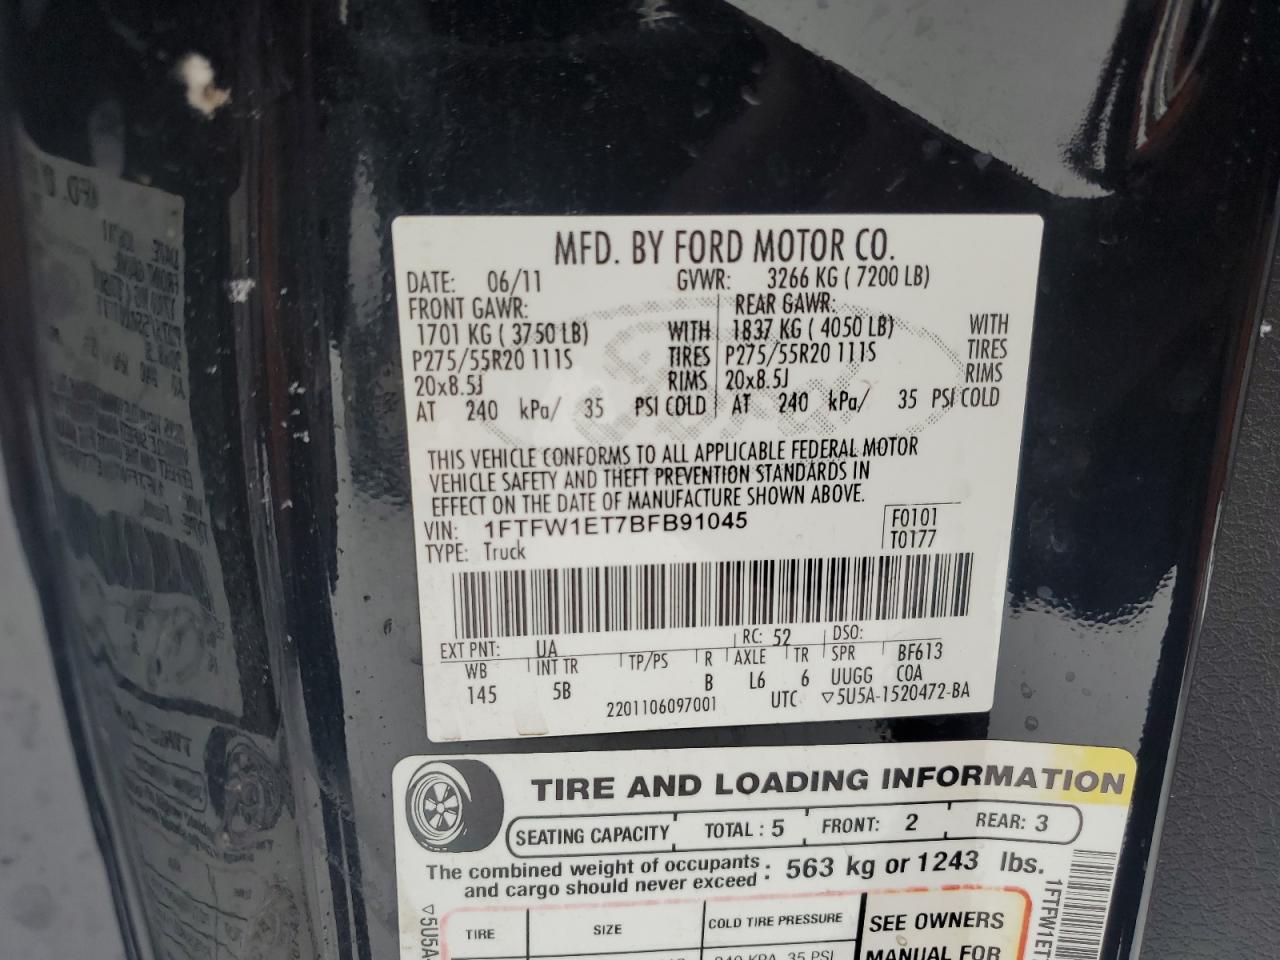 MFD. BY FORD MOTOR CO.
DATE: 06/11 GVWR: 3266 KG ( 7200 LB)
FRONT GAWR: REAR GAWR:
1701 KG ( 3750 LB) WITH 1837 KG ( 4050 LB) WITH
P275/55R20 111S TIRES P275/55R20 111S TIRES
20x8.5J RIMS 20x8.5J RIMS
AT 240 kPa/ 35 PSI COLD AT 240 kPa/ 35 PSI COLD
THIS VEHICLE CONFORMS TO ALL APPLICABLE FEDERAL MOTOR
VEHICLE SAFETY AND THEFT PREVENTION STANDARDS IN
EFFECT ON THE DATE OF MANUFACTURE SHOWN ABOVE.
VIN: 1FTFW1ET7BFB91045 F0101
TYPE: Truck T0177
EXT PNT: UA RC: 52 DSO:
WB INT TR TP/PS R AXLE TR SPR BF613
145 5B B L6 6 UUGG COA
2201106097001 UTC ▽5U5A-1520472-BA
TIRE AND LOADING INFORMATION
SEATING CAPACITY TOTAL : 5 FRONT: 2 REAR: 3
The combined weight of occupants : 563 kg or 1243 lbs.
and cargo should never exceed :
TIRE SIZE COLD TIRE PRESSURE SEE OWNERS
240 KPA, 35 PSI MANUAL FOR
▽5U5A-
1FTFW1ET